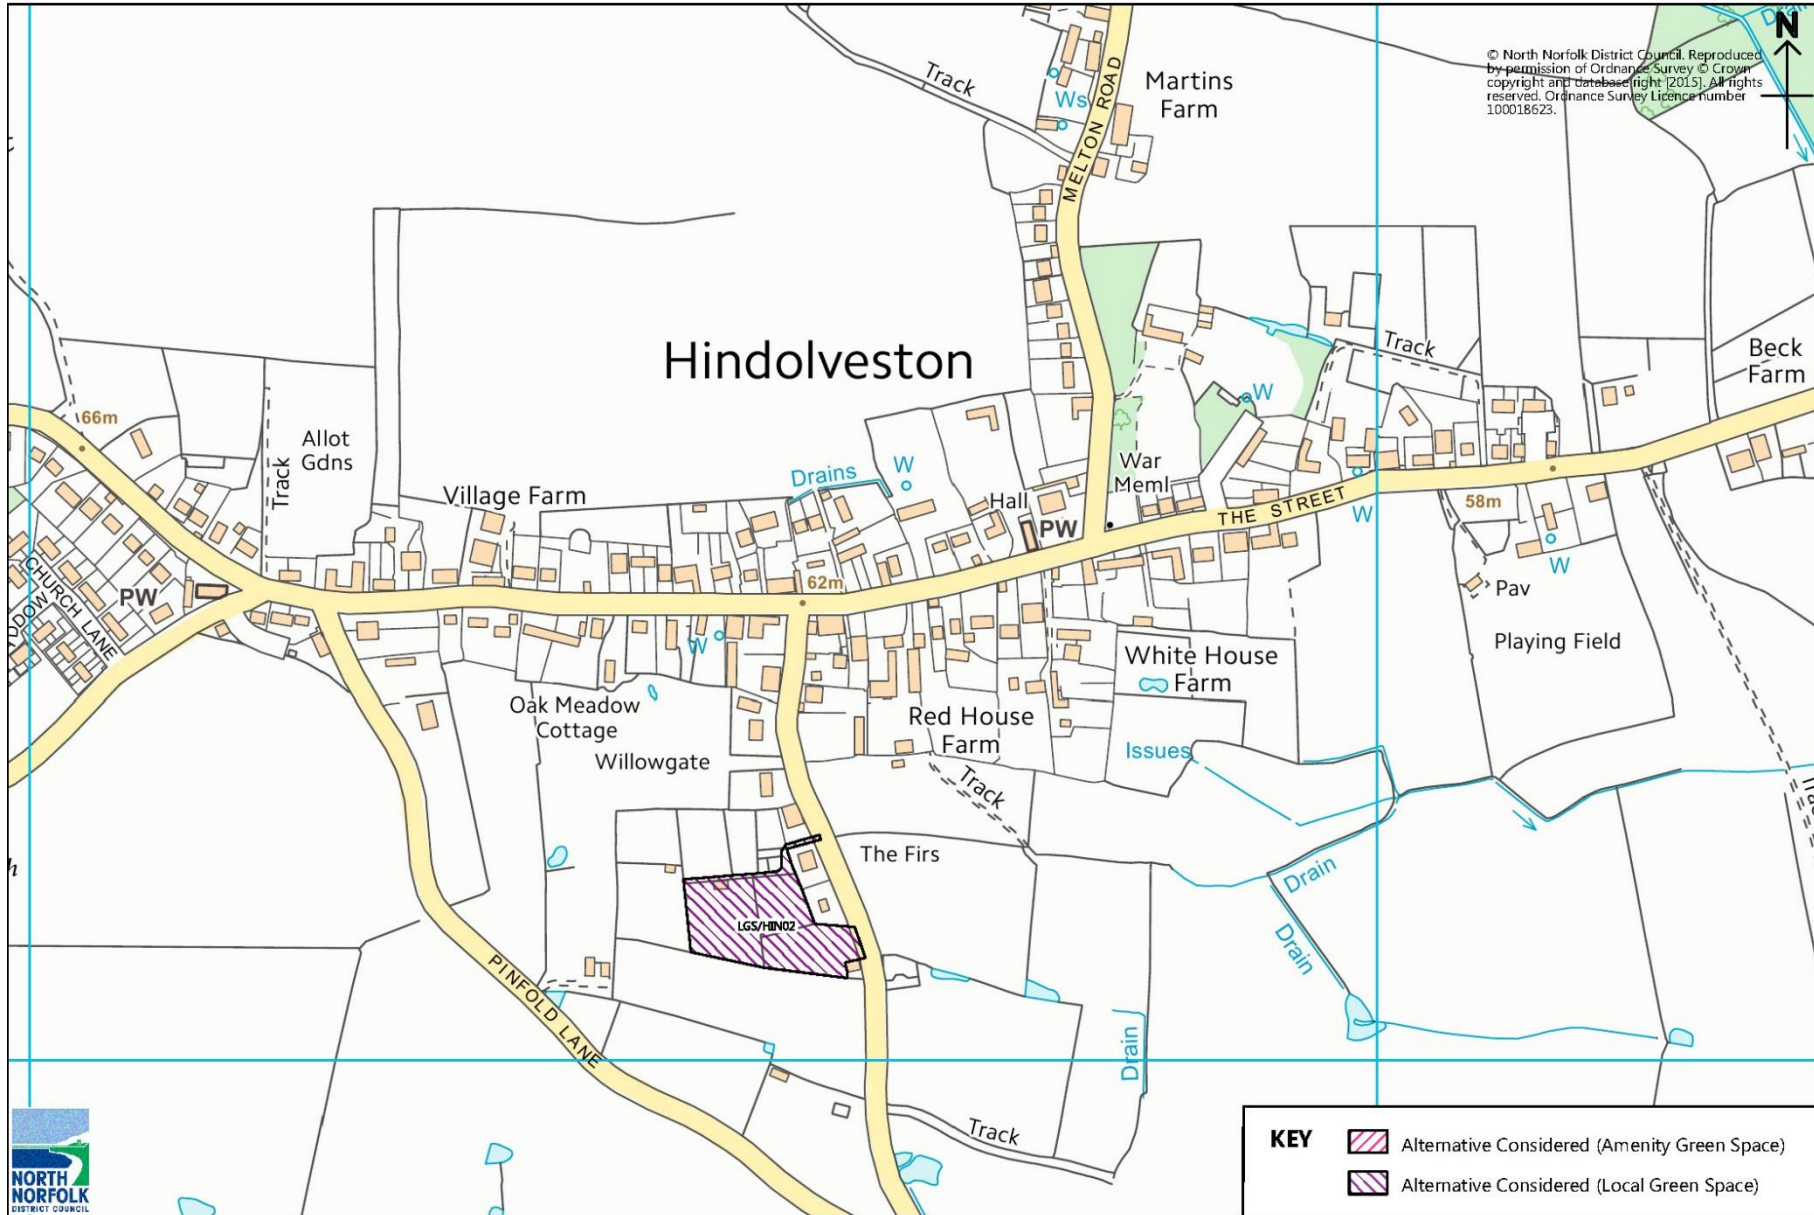 Drain
N
© North Norfolk District Council. Reproduced
by permission of Ordnance Survey © Crown
copyright and database right [2015]. All rights
reserved. Ordnance Survey Licence number
100018623.
Track
Ws
MELTON ROAD
Martins
Farm
Hindolveston
Track
Beck
Farm
66m
Allot
Gdns
Track
W
War
Meml
Drains
W
Village Farm
Hall
PW
THE STREET
W
58m
W
CHURCH LANE
PW
62m
W
Pav
Playing Field
White House
Farm
Oak Meadow
Cottage
Willowgate
Red House
Farm
Issues
Track
The Firs
Drain
LGS/HIN02
Drain
PINFOLD LANE
Drain
Track
NORTH
NORFOLK
DISTRICT COUNCIL
KEY
Alternative Considered (Amenity Green Space)
Alternative Considered (Local Green Space)